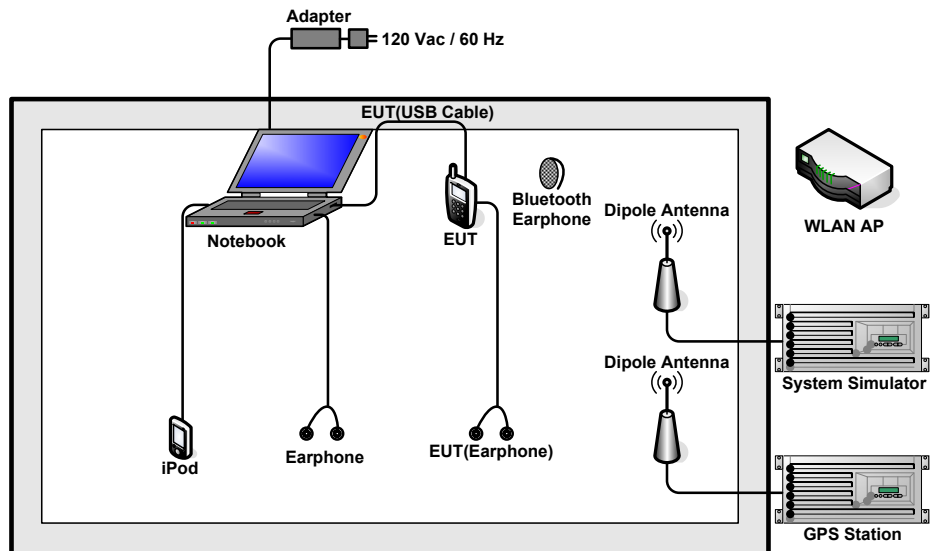 Adapter
120 Vac / 60 Hz
EUT(USB Cable)
Notebook
EUT
Bluetooth
Earphone
Dipole Antenna
WLAN AP
System Simulator
Dipole Antenna
iPod
Earphone
EUT(Earphone)
GPS Station